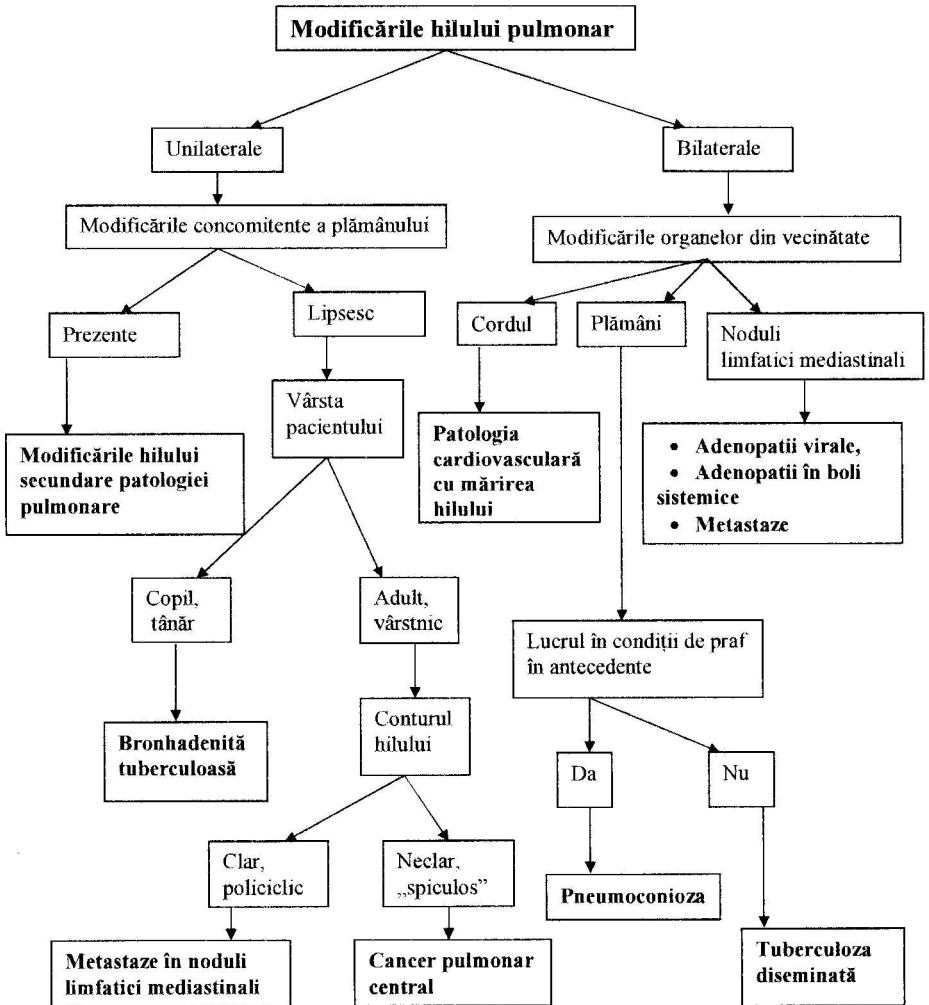 Modificările hilului pulmonar
Unilaterale
Bilaterale
Modificările concomitente a plămânului
Modificările organelor din vecinătate
Prezente
Lipsesc
Cordul
Plămâni
Noduli
limfatici mediastinali
Modificările hilului
secundare patologiei
pulmonare
Vârsta
pacientului
Patologia
cardiovasculară
cu mărirea
hilului
• Adenopatii virale,
• Adenopatii în boli
sistemice
• Metastaze
Copil,
tânăr
Adult,
vârstnic
Lucrul în condiții de praf
în antecedente
Bronhadenită
tuberculoasă
Conturul
hilului
Da
Nu
Clar,
policiclic
Neclar,
„spiculos”
Pneumoconioza
Metastaze în noduli
limfatici mediastinali
Cancer pulmonar
central
Tuberculoza
diseminată